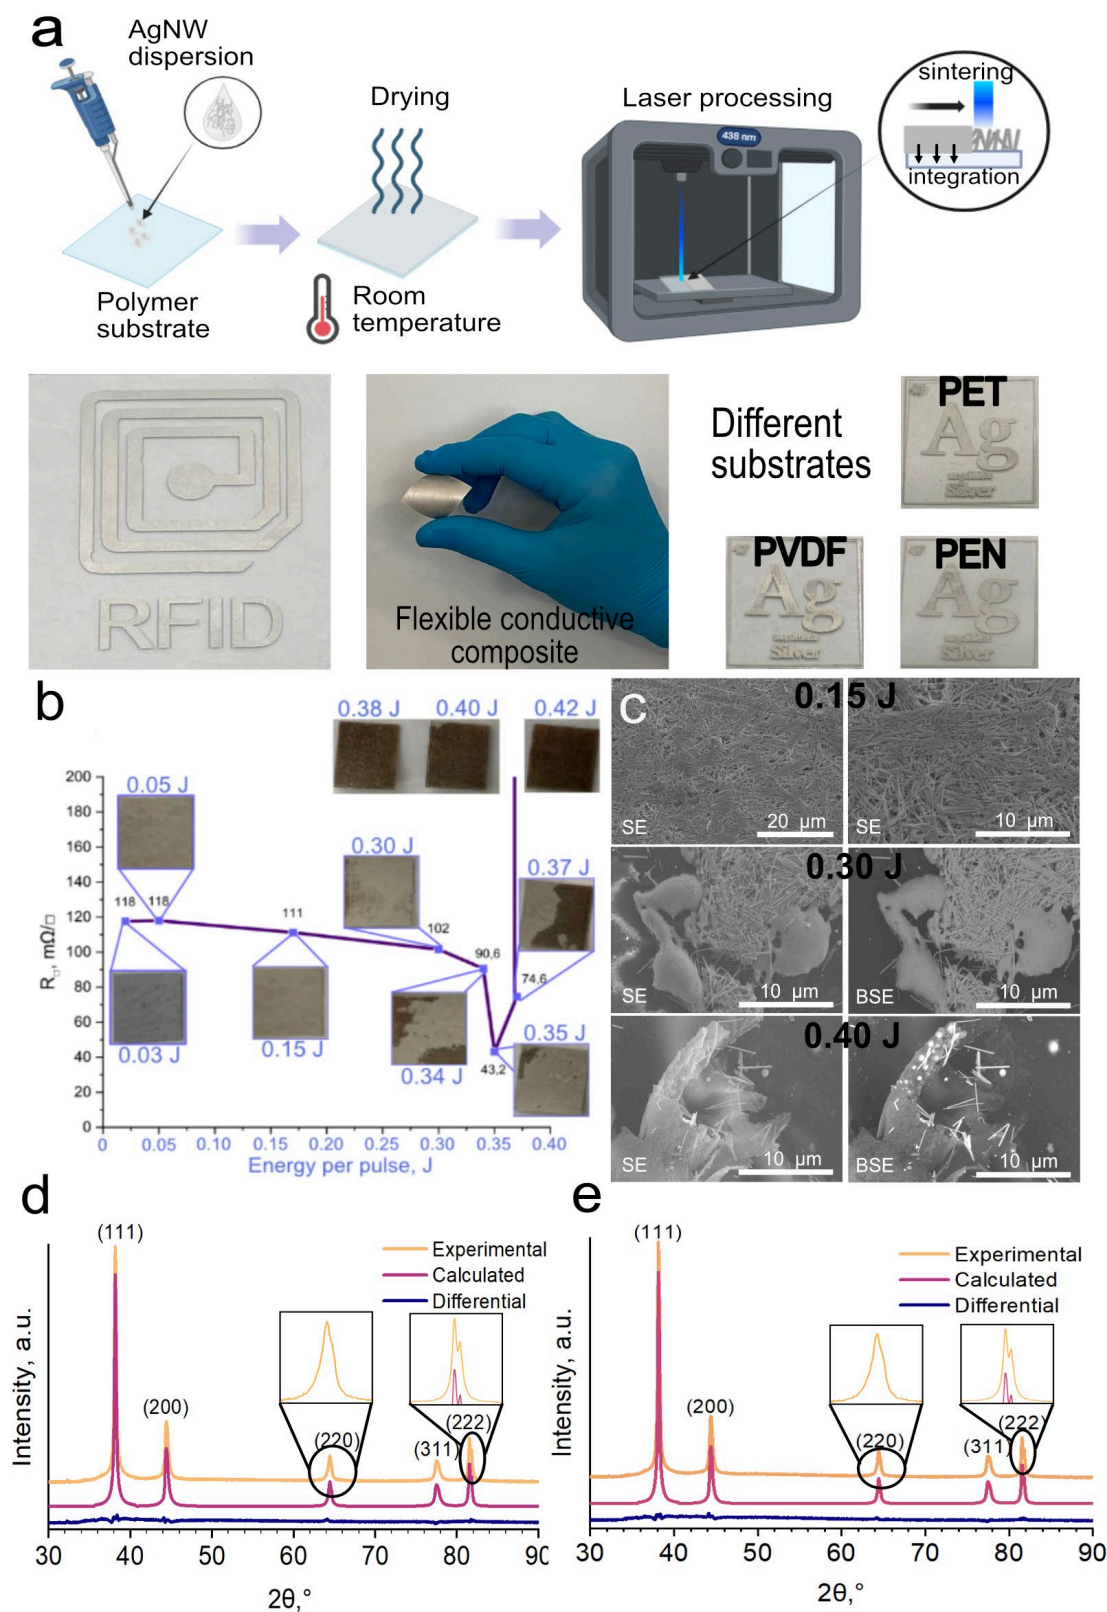 a
AgNW
dispersion
Drying
Laser processing
sintering
438 nm
integration
Polymer
substrate
Room
temperature
RFID
Flexible conductive
composite
Different
substrates
PET
Ag
Silver
PVDF
Ag
Silver
PEN
Ag
Silver
b
0.38 J
0.40 J
0.42 J
200
180
160
140
120
100
80
60
40
20
0
R□, mΩ/□
0.05 J
0.30 J
0.37 J
118
118
111
102
90,6
74,6
43,2
0.03 J
0.15 J
0.34 J
0.35 J
0 0.05 0.10 0.15 0.20 0.25 0.30 0.35 0.40
Energy per pulse, J
c
0.15 J
SE
20 μm
SE
10 μm
0.30 J
SE
10 μm
BSE
10 μm
0.40 J
SE
10 μm
BSE
10 μm
d
(111)
(200)
(220)
(311)
(222)
Experimental
Calculated
Differential
Intensity, a.u.
30 40 50 60 70 80 90
2θ,°
e
(111)
(200)
(220)
(311)
(222)
Experimental
Calculated
Differential
Intensity, a.u.
30 40 50 60 70 80 90
2θ,°